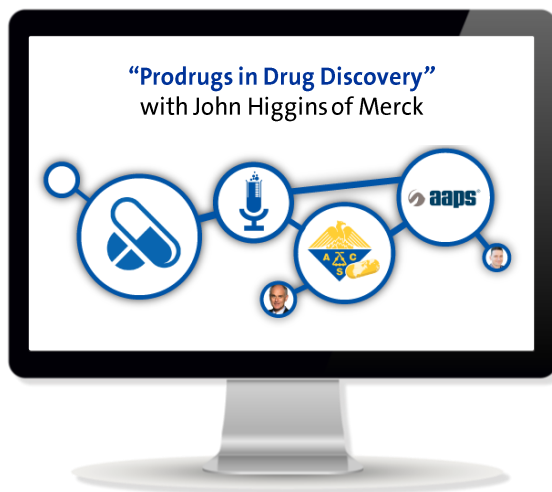 “Prodrugs in Drug Discovery”
with John Higgins of Merck
aaps®
A C
S